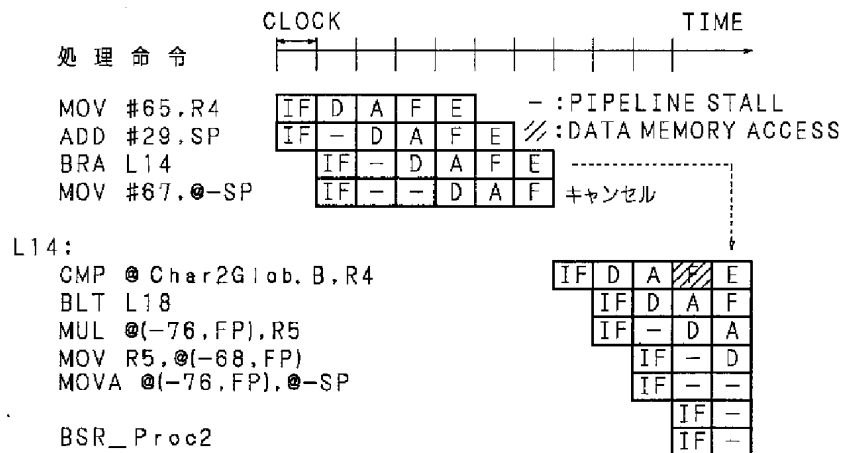 CLOCK TIME
処理命令
MOV #65,R4 IF D A F E - :PIPELINE STALL
ADD #29,SP IF - D A F E //:DATA MEMORY ACCESS
BRA L14 IF - D A F E
MOV #67,@-SP IF - - D A F キャンセル
L14:
CMP @Char2Glob.B,R4 IF D A F E
BLT L18 IF D A F
MUL @(-76,FP),R5 IF - D A
MOV R5,@(-68,FP) IF - D
MOVA @(-76,FP),@-SP IF - -
IF -
BSR_Proc2 IF -